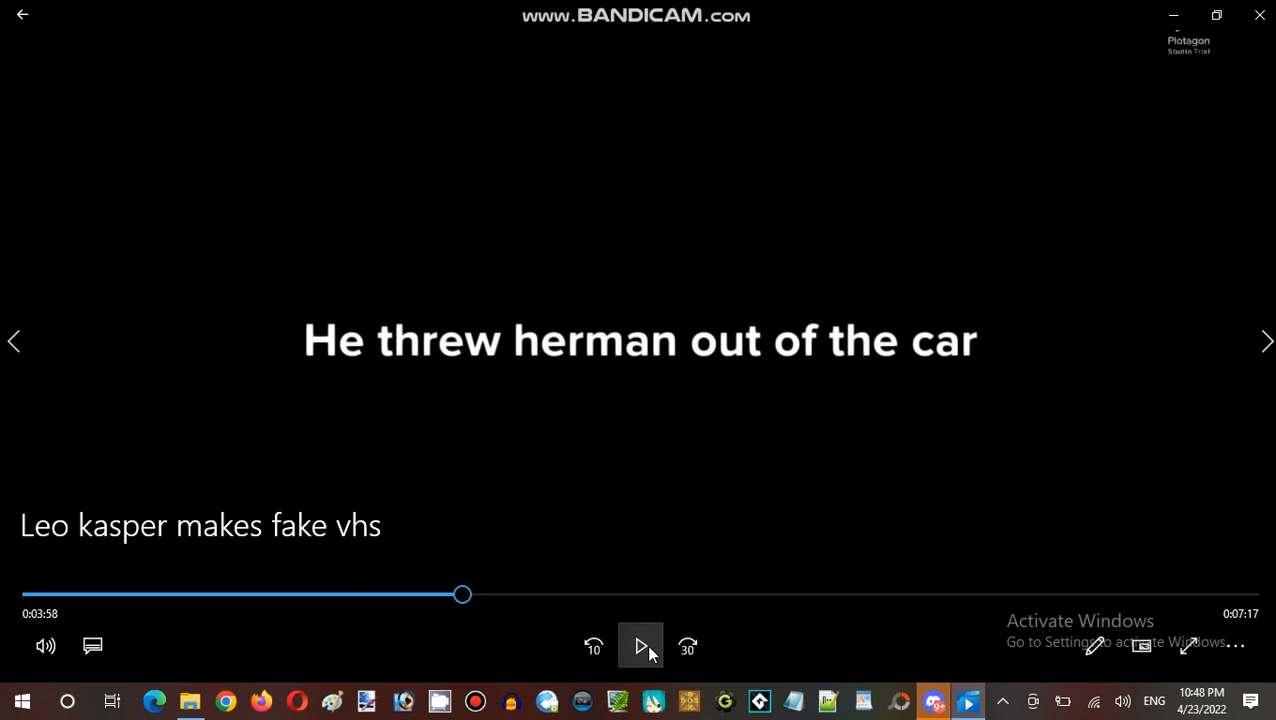 www.BANDICAM.com
Plotagon
Studio Trial
He threw herman out of the car
Leo kasper makes fake vhs
0:03:58
0:07:17
10
30
Activate Windows
Go to Settings to activate Windows.
ENG
10:48 PM
4/23/2022